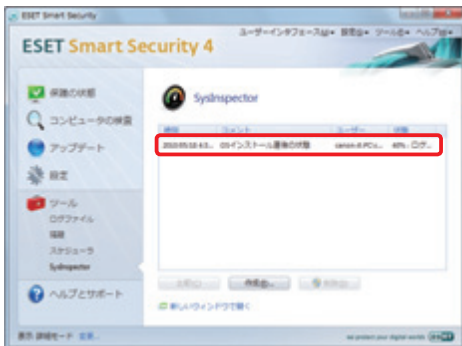 ESET Smart Security
ESET Smart Security 4
ユーザーインタフェース(U)▾ 設定(S)▾ ツール(O)▾ ヘルプ(H)▾
保護の状態
コンピュータの検査
アップデート
設定
ツール
ログファイル
隔離
スケジューラ
SysInspector
ヘルプとサポート
SysInspector
時刻 コメント ユーザー 状態
OSインストール直後の状態
作成(E)...
新しいウィンドウで開く
表示: 詳細モード 変更...
we protect your digital worlds